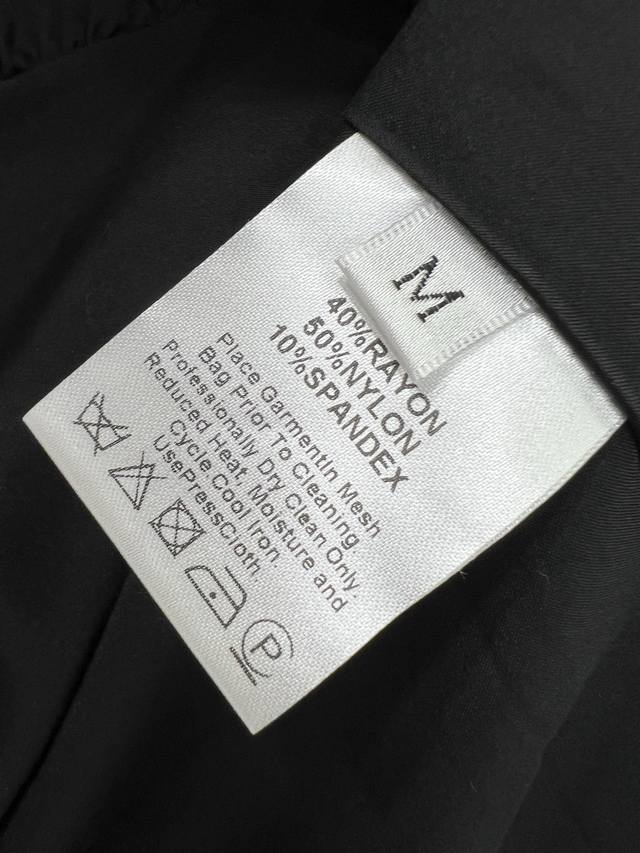 M
40%RAYON
50%NYLON
10%SPANDEX
Place GarmentIn Mesh
Bag Prior To Cleaning
Professionally Dry Clean Only.
Reduced Heat, Moisture and
Cycle Cool Iron.
UsePressCloth.
P